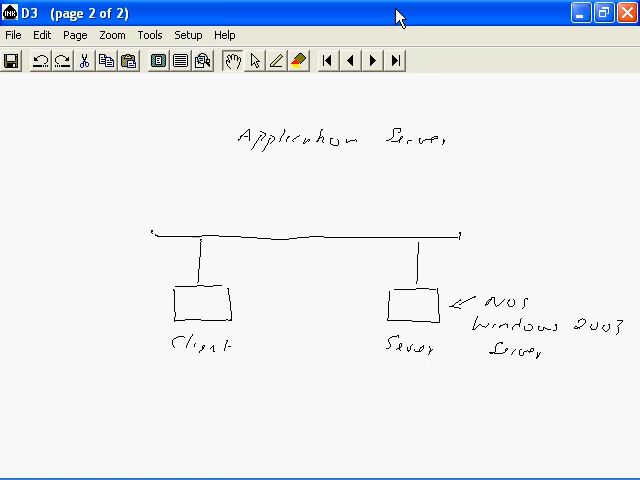 D3 (page 2 of 2)
File Edit Page Zoom Tools Setup Help
Application Server
NOS
Windows 2003
Client Server Server